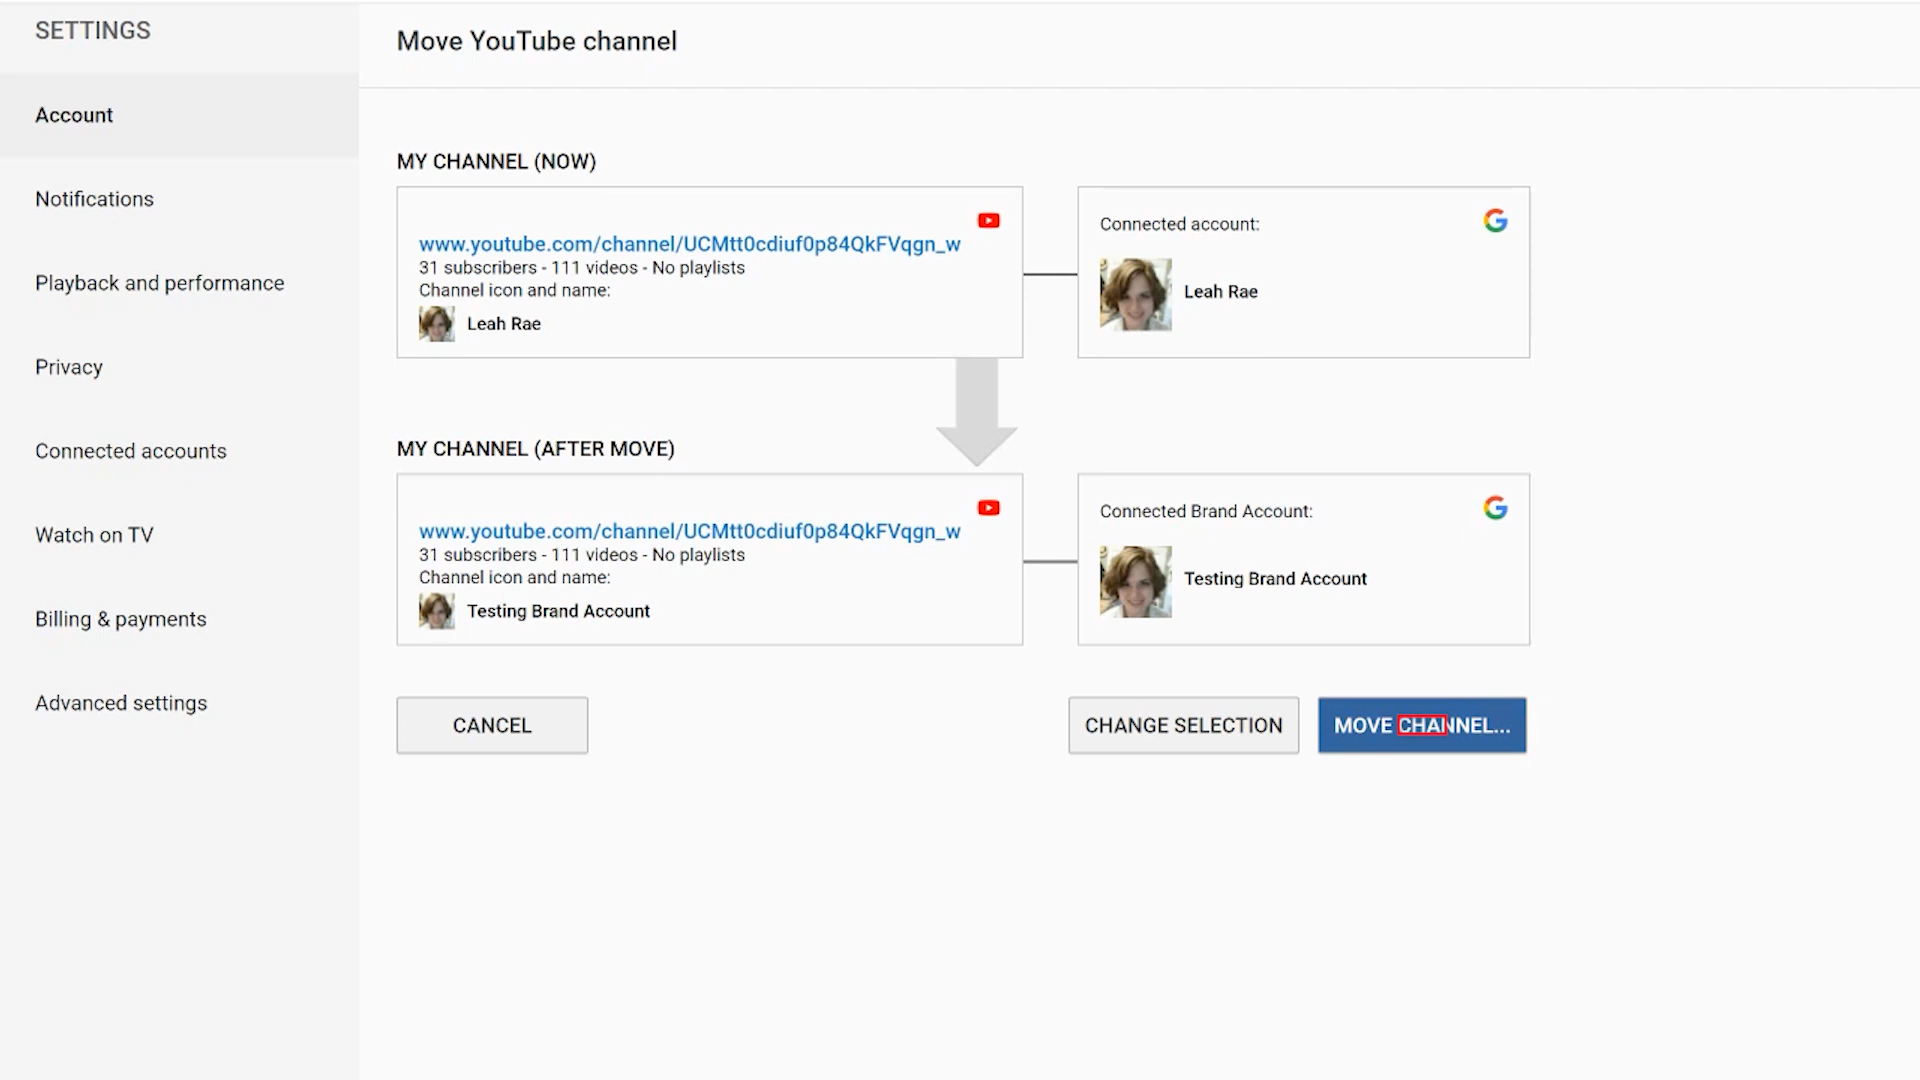 SETTINGS
Account
Notifications
Playback and performance
Privacy
Connected accounts
Watch on TV
Billing & payments
Advanced settings
Move YouTube channel
MY CHANNEL (NOW)
www.youtube.com/channel/UCMtt0cdiuf0p84QkFVqgn_w
31 subscribers - 111 videos - No playlists
Channel icon and name:
Leah Rae
Connected account:
Leah Rae
MY CHANNEL (AFTER MOVE)
www.youtube.com/channel/UCMtt0cdiuf0p84QkFVqgn_w
31 subscribers - 111 videos - No playlists
Channel icon and name:
Testing Brand Account
Connected Brand Account:
Testing Brand Account
CANCEL
CHANGE SELECTION
MOVE CHANNEL...